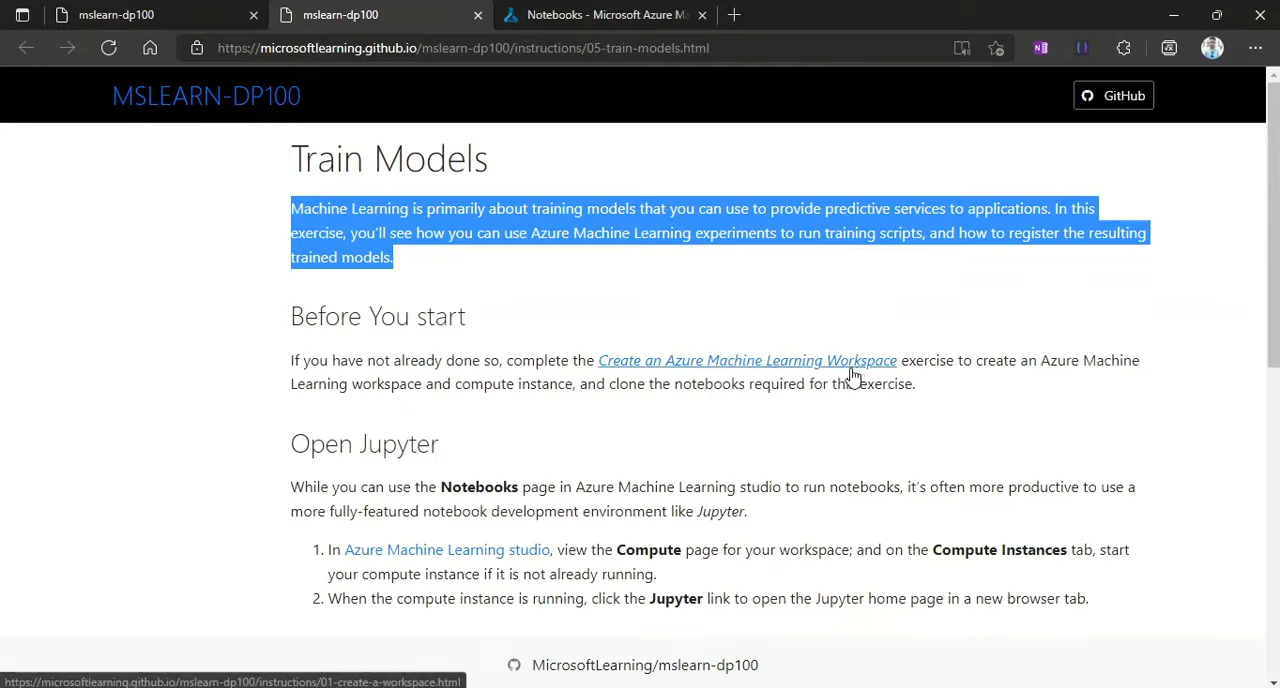 mslearn-dp100
mslearn-dp100
Notebooks - Microsoft Azure Ma
https://microsoftlearning.github.io/mslearn-dp100/instructions/05-train-models.html
MSLEARN-DP100
GitHub
Train Models
Machine Learning is primarily about training models that you can use to provide predictive services to applications. In this
exercise, you'll see how you can use Azure Machine Learning experiments to run training scripts, and how to register the resulting
trained models.
Before You start
If you have not already done so, complete the Create an Azure Machine Learning Workspace exercise to create an Azure Machine
Learning workspace and compute instance, and clone the notebooks required for this exercise.
Open Jupyter
While you can use the Notebooks page in Azure Machine Learning studio to run notebooks, it's often more productive to use a
more fully-featured notebook development environment like Jupyter.
1. In Azure Machine Learning studio, view the Compute page for your workspace; and on the Compute Instances tab, start
your compute instance if it is not already running.
2. When the compute instance is running, click the Jupyter link to open the Jupyter home page in a new browser tab.
MicrosoftLearning/mslearn-dp100
https://microsoftlearning.github.io/mslearn-dp100/instructions/01-create-a-workspace.html